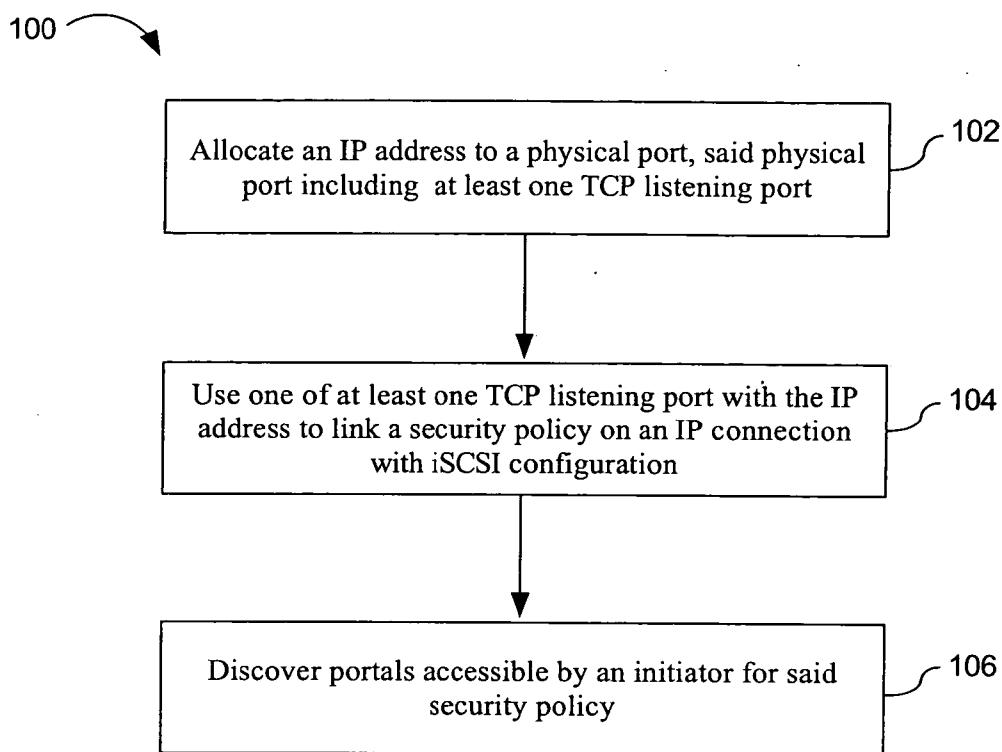 100
Allocate an IP address to a physical port, said physical
port including at least one TCP listening port
102
Use one of at least one TCP listening port with the IP
address to link a security policy on an IP connection
with iSCSI configuration
104
Discover portals accessible by an initiator for said
security policy
106